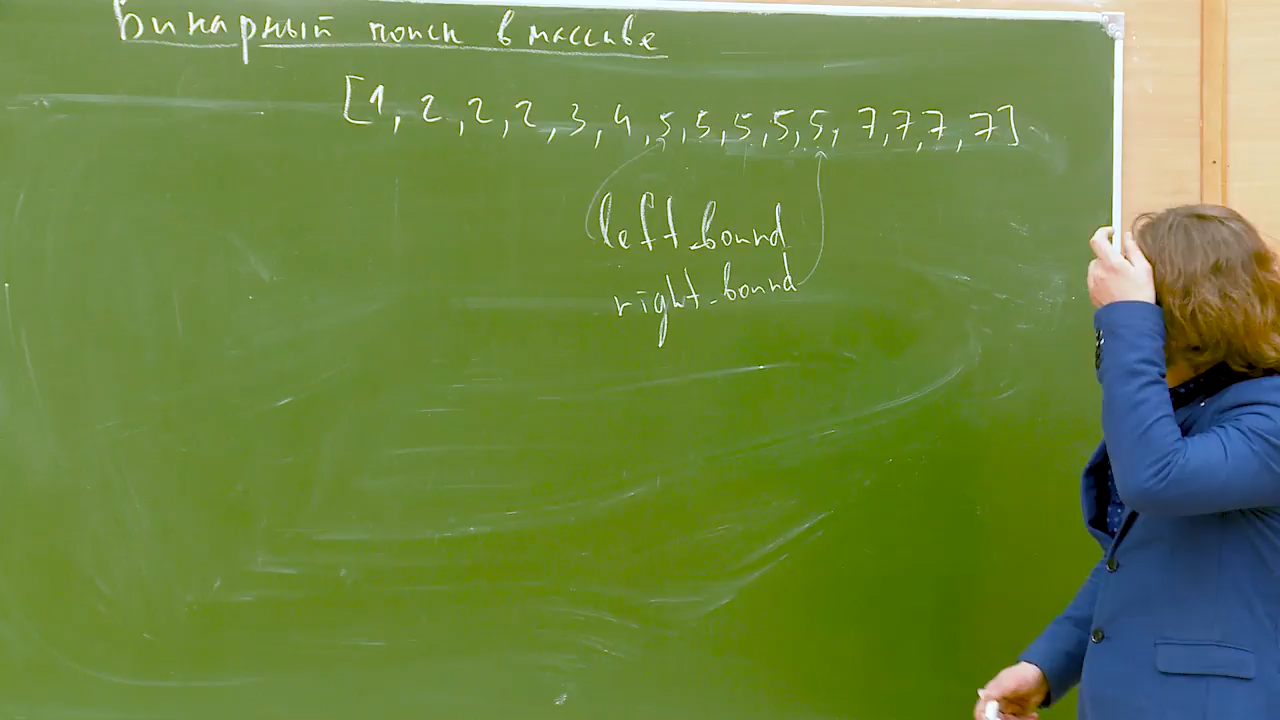 Бинарный поиск в массиве
[1, 2, 2, 2, 3, 4, 5, 5, 5, 5, 5, 7, 7, 7, 7]
left_bound
right_bound